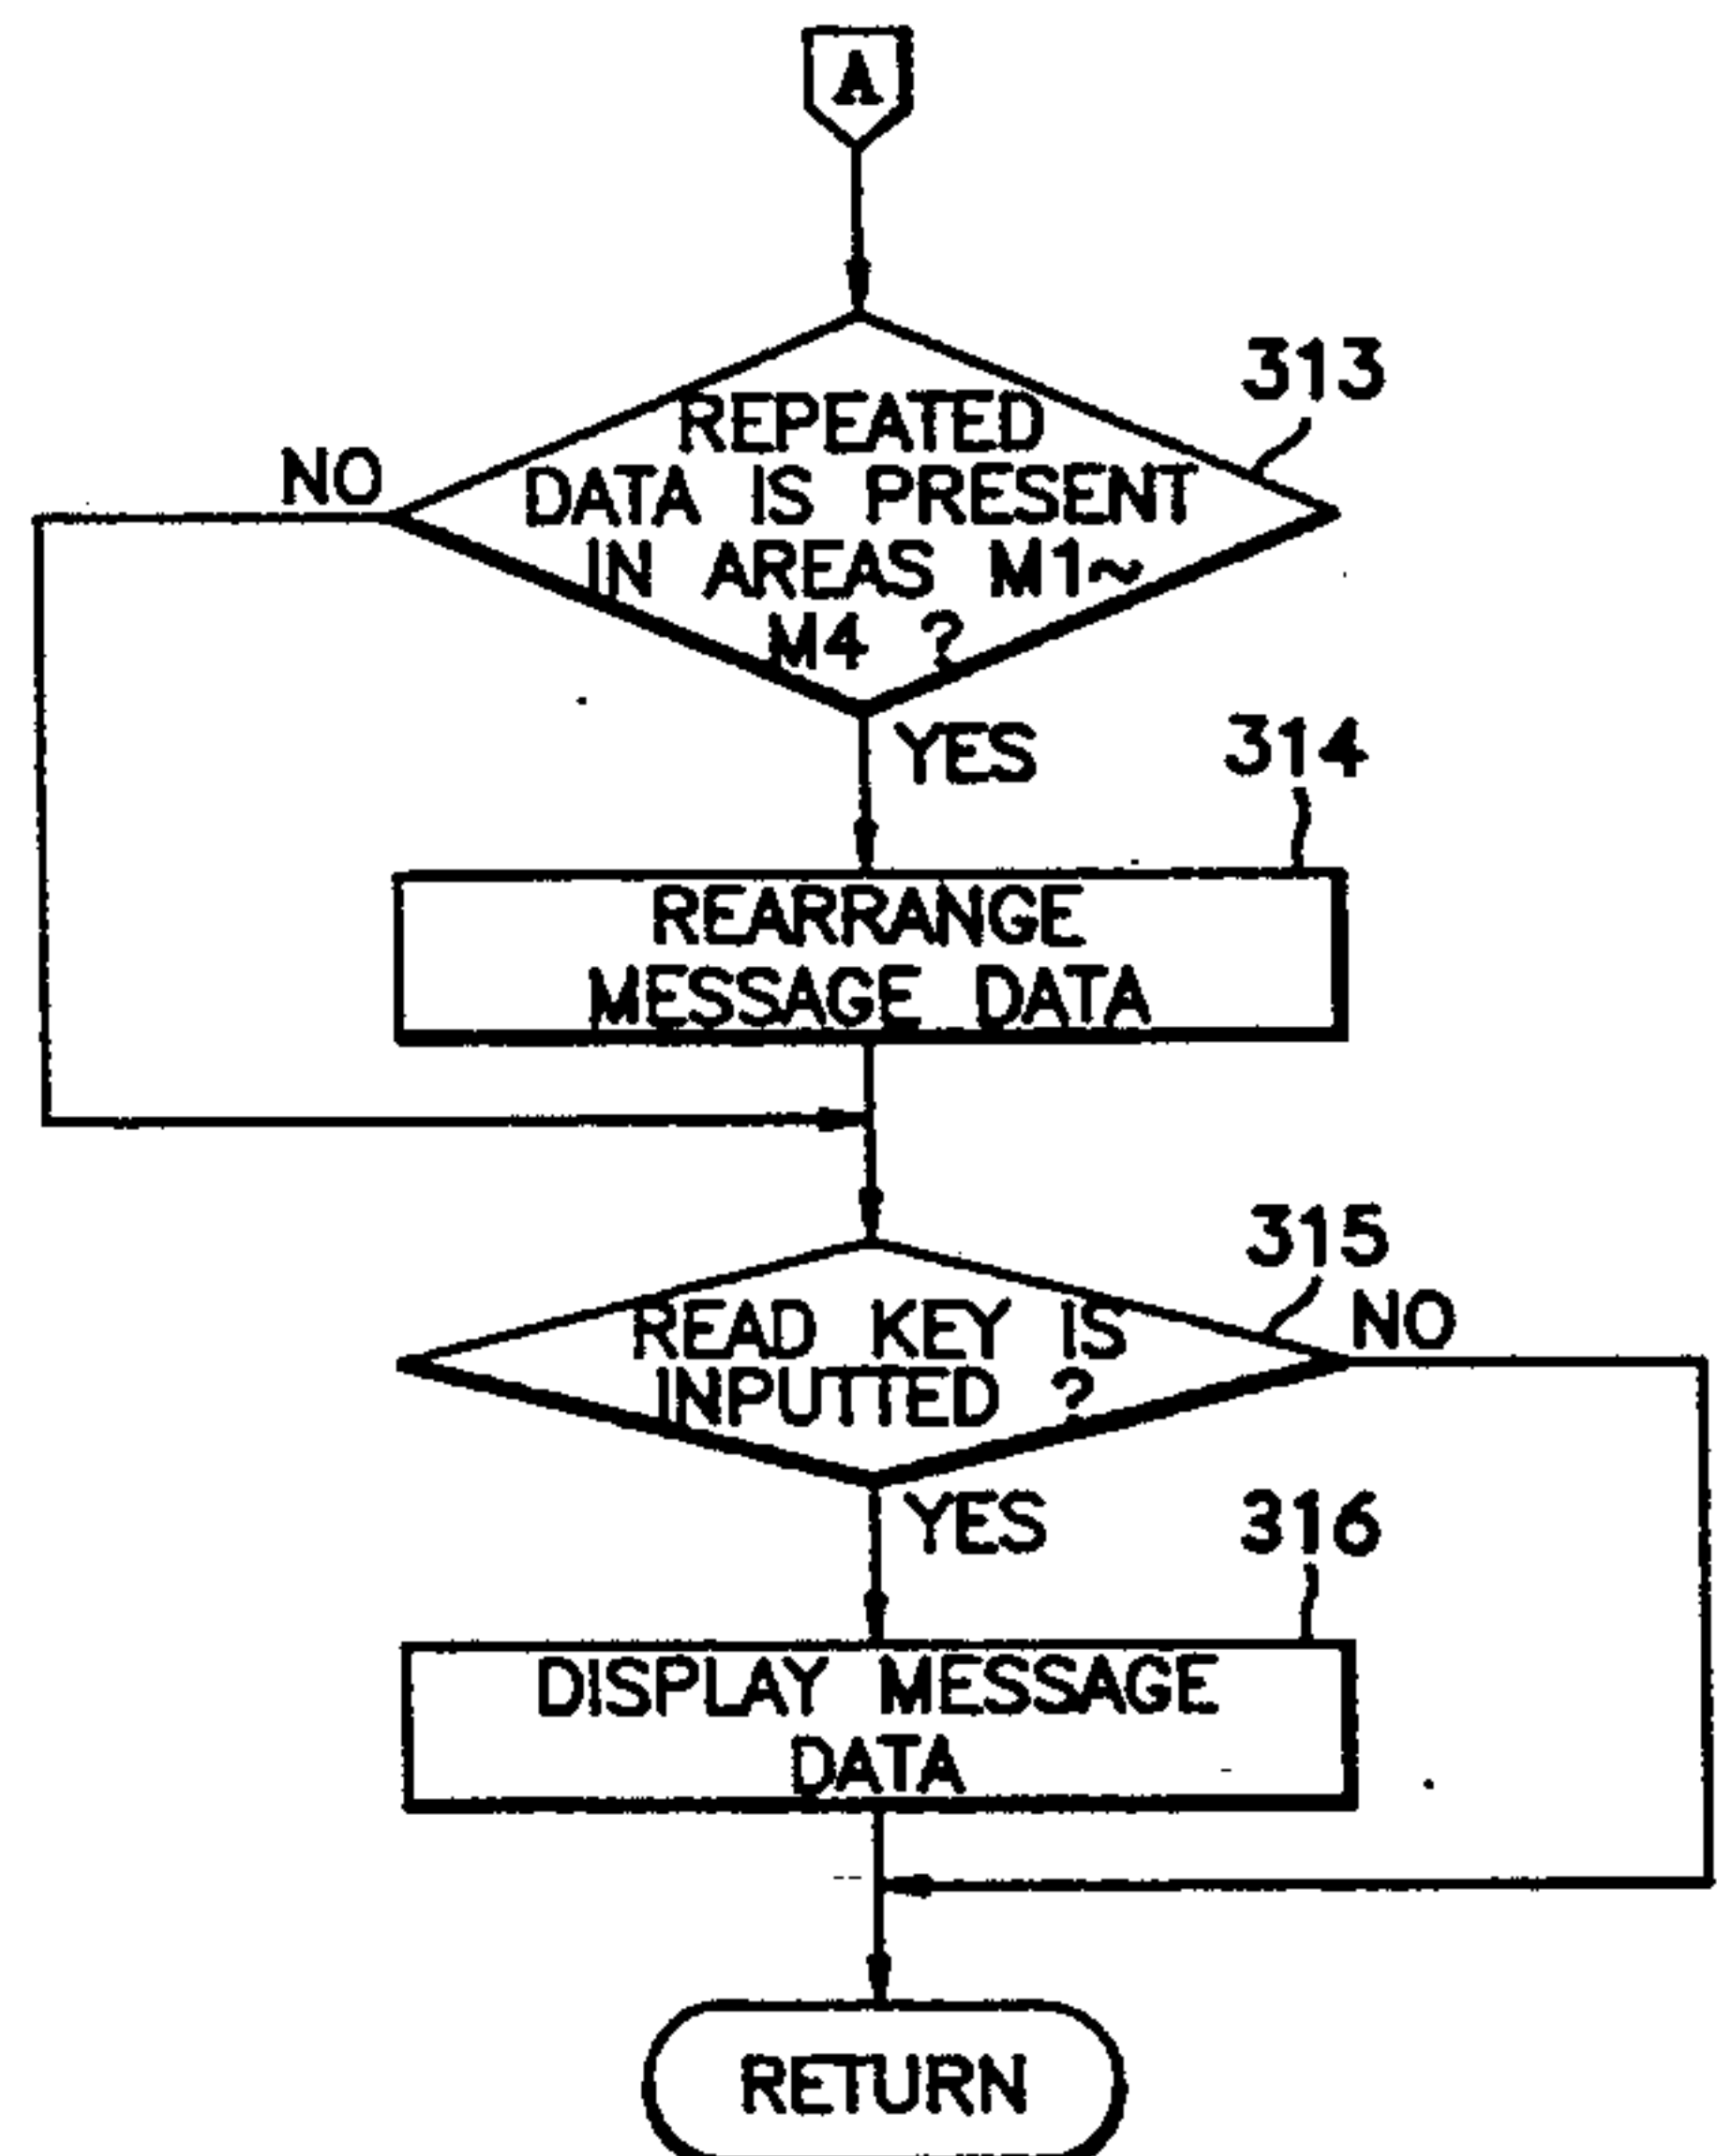 A
313
REPEATED
DATA IS PRESENT
IN AREAS M1~
M4 ?
NO
YES
314
REARRANGE
MESSAGE DATA
315
READ KEY IS
INPUTTED ?
NO
YES
316
DISPLAY MESSAGE
DATA
RETURN